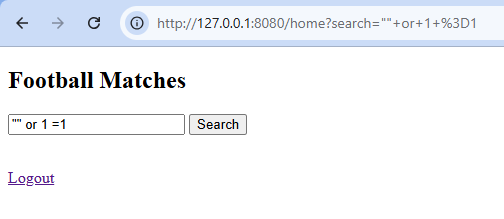 http://127.0.0.1:8080/home?search=""+or+1+%3D1
Football Matches
"" or 1 =1 Search
Logout